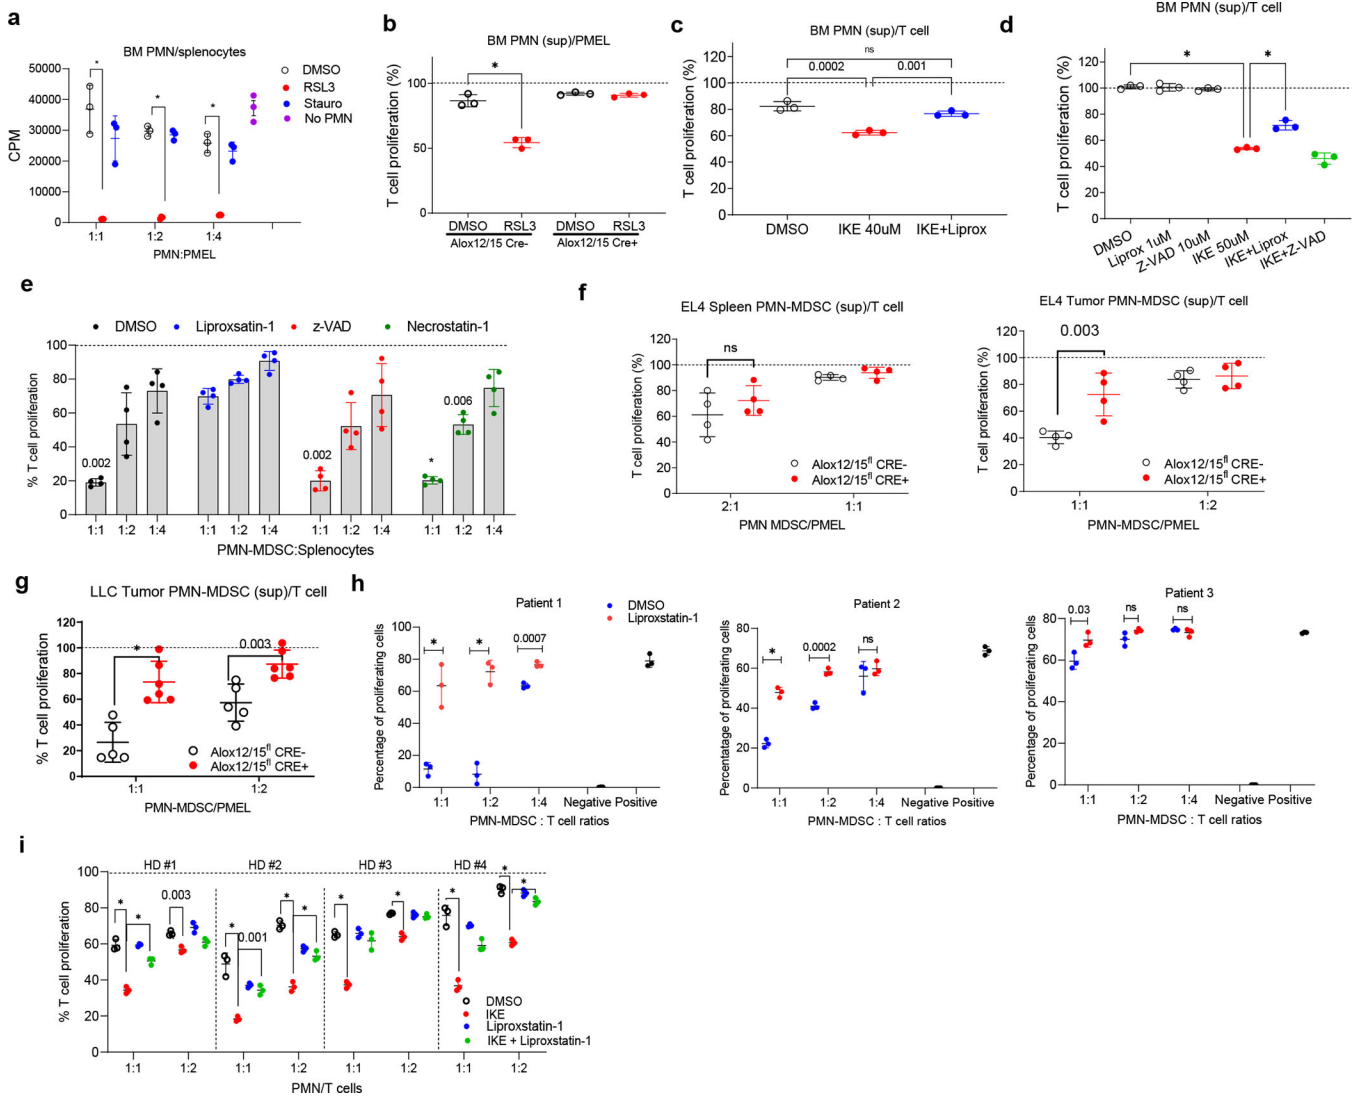 a
BM PMN/splenocytes
50000
40000
30000
20000
10000
0
CPM
*
*
*
DMSO
RSL3
Stauro
No PMN
1:1
1:2
1:4
PMN:PMEL
b
BM PMN (sup)/PMEL
T cell proliferation (%)
100
50
0
*
DMSO
RSL3
DMSO
RSL3
Alox12/15 Cre-
Alox12/15 Cre+
c
BM PMN (sup)/T cell
T cell proliferation (%)
120
100
80
60
40
20
0
ns
0.0002
0.001
DMSO
IKE 40uM
IKE+Liprox
d
BM PMN (sup)/T cell
T cell proliferation (%)
120
100
80
60
40
20
0
*
*
DMSO
Liprox 1uM
Z-VAD 10uM
IKE 50uM
IKE+Liprox
IKE+Z-VAD
e
DMSO
Liproxsatin-1
z-VAD
Necrostatin-1
% T cell proliferation
100
80
60
40
20
0
0.002
0.002
*
0.006
1:1
1:2
1:4
1:1
1:2
1:4
1:1
1:2
1:4
1:1
1:2
1:4
PMN-MDSC:Splenocytes
f
EL4 Spleen PMN-MDSC (sup)/T cell
T cell proliferation (%)
120
100
80
60
40
20
0
ns
Alox12/15fl CRE-
Alox12/15fl CRE+
2:1
1:1
PMN MDSC/PMEL
EL4 Tumor PMN-MDSC (sup)/T cell
T cell proliferation (%)
120
100
80
60
40
20
0
0.003
Alox12/15fl CRE-
Alox12/15fl CRE+
1:1
1:2
PMN-MDSC/PMEL
g
LLC Tumor PMN-MDSC (sup)/T cell
% T cell proliferation
120
100
80
60
40
20
0
*
0.003
Alox12/15fl CRE-
Alox12/15fl CRE+
1:1
1:2
PMN-MDSC/PMEL
h
Patient 1
DMSO
Liproxstatin-1
Percentage of proliferating cells
100
80
60
40
20
0
*
*
0.0007
1:1
1:2
1:4
Negative
Positive
PMN-MDSC : T cell ratios
Patient 2
Percentage of proliferating cells
80
60
40
20
0
*
0.0002
ns
1:1
1:2
1:4
Negative
Positive
PMN-MDSC : T cell ratios
Patient 3
Percentage of proliferating cells
80
60
40
20
0
0.03
ns
ns
1:1
1:2
1:4
Negative
Positive
PMN-MDSC : T cell ratios
i
HD #1
HD #2
HD #3
HD #4
% T cell proliferation
100
80
60
40
20
0
*
*
0.003
*
0.001
*
*
*
*
*
*
*
DMSO
IKE
Liproxstatin-1
IKE + Liproxstatin-1
1:1
1:2
1:1
1:2
1:1
1:2
1:1
1:2
PMN/T cells